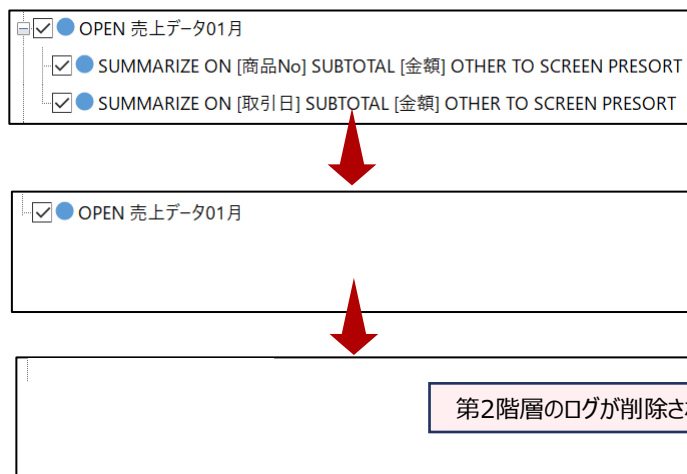 OPEN 売上データ01月
SUMMARIZE ON [商品No] SUBTOTAL [金額] OTHER TO SCREEN PRESORT
SUMMARIZE ON [取引日] SUBTOTAL [金額] OTHER TO SCREEN PRESORT
OPEN 売上データ01月
第2階層のログが削除さ